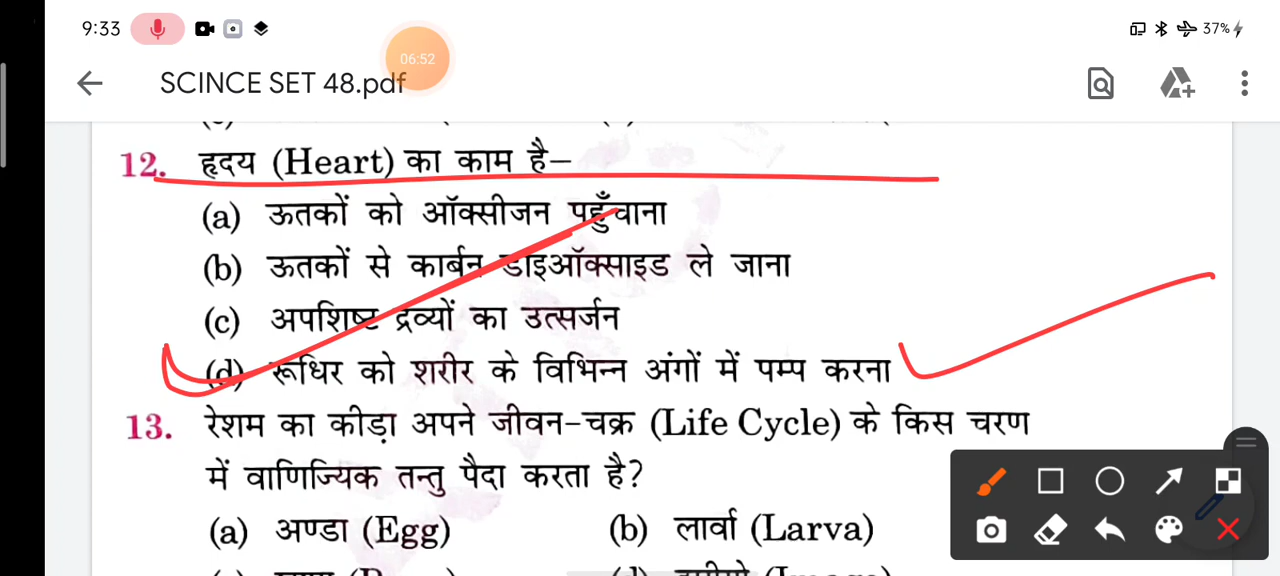 9:33
37%
06:52
SCINCE SET 48.pdf
12. हृदय (Heart) का काम है–
(a) ऊतकों को ऑक्सीजन पहुँचाना
(b) ऊतकों से कार्बन डाइऑक्साइड ले जाना
(c) अपशिष्ट द्रव्यों का उत्सर्जन
(d) रूधिर को शरीर के विभिन्न अंगों में पम्प करना
13. रेशम का कीड़ा अपने जीवन-चक्र (Life Cycle) के किस चरण
में वाणिज्यिक तन्तु पैदा करता है?
(a) अण्डा (Egg) (b) लार्वा (Larva)